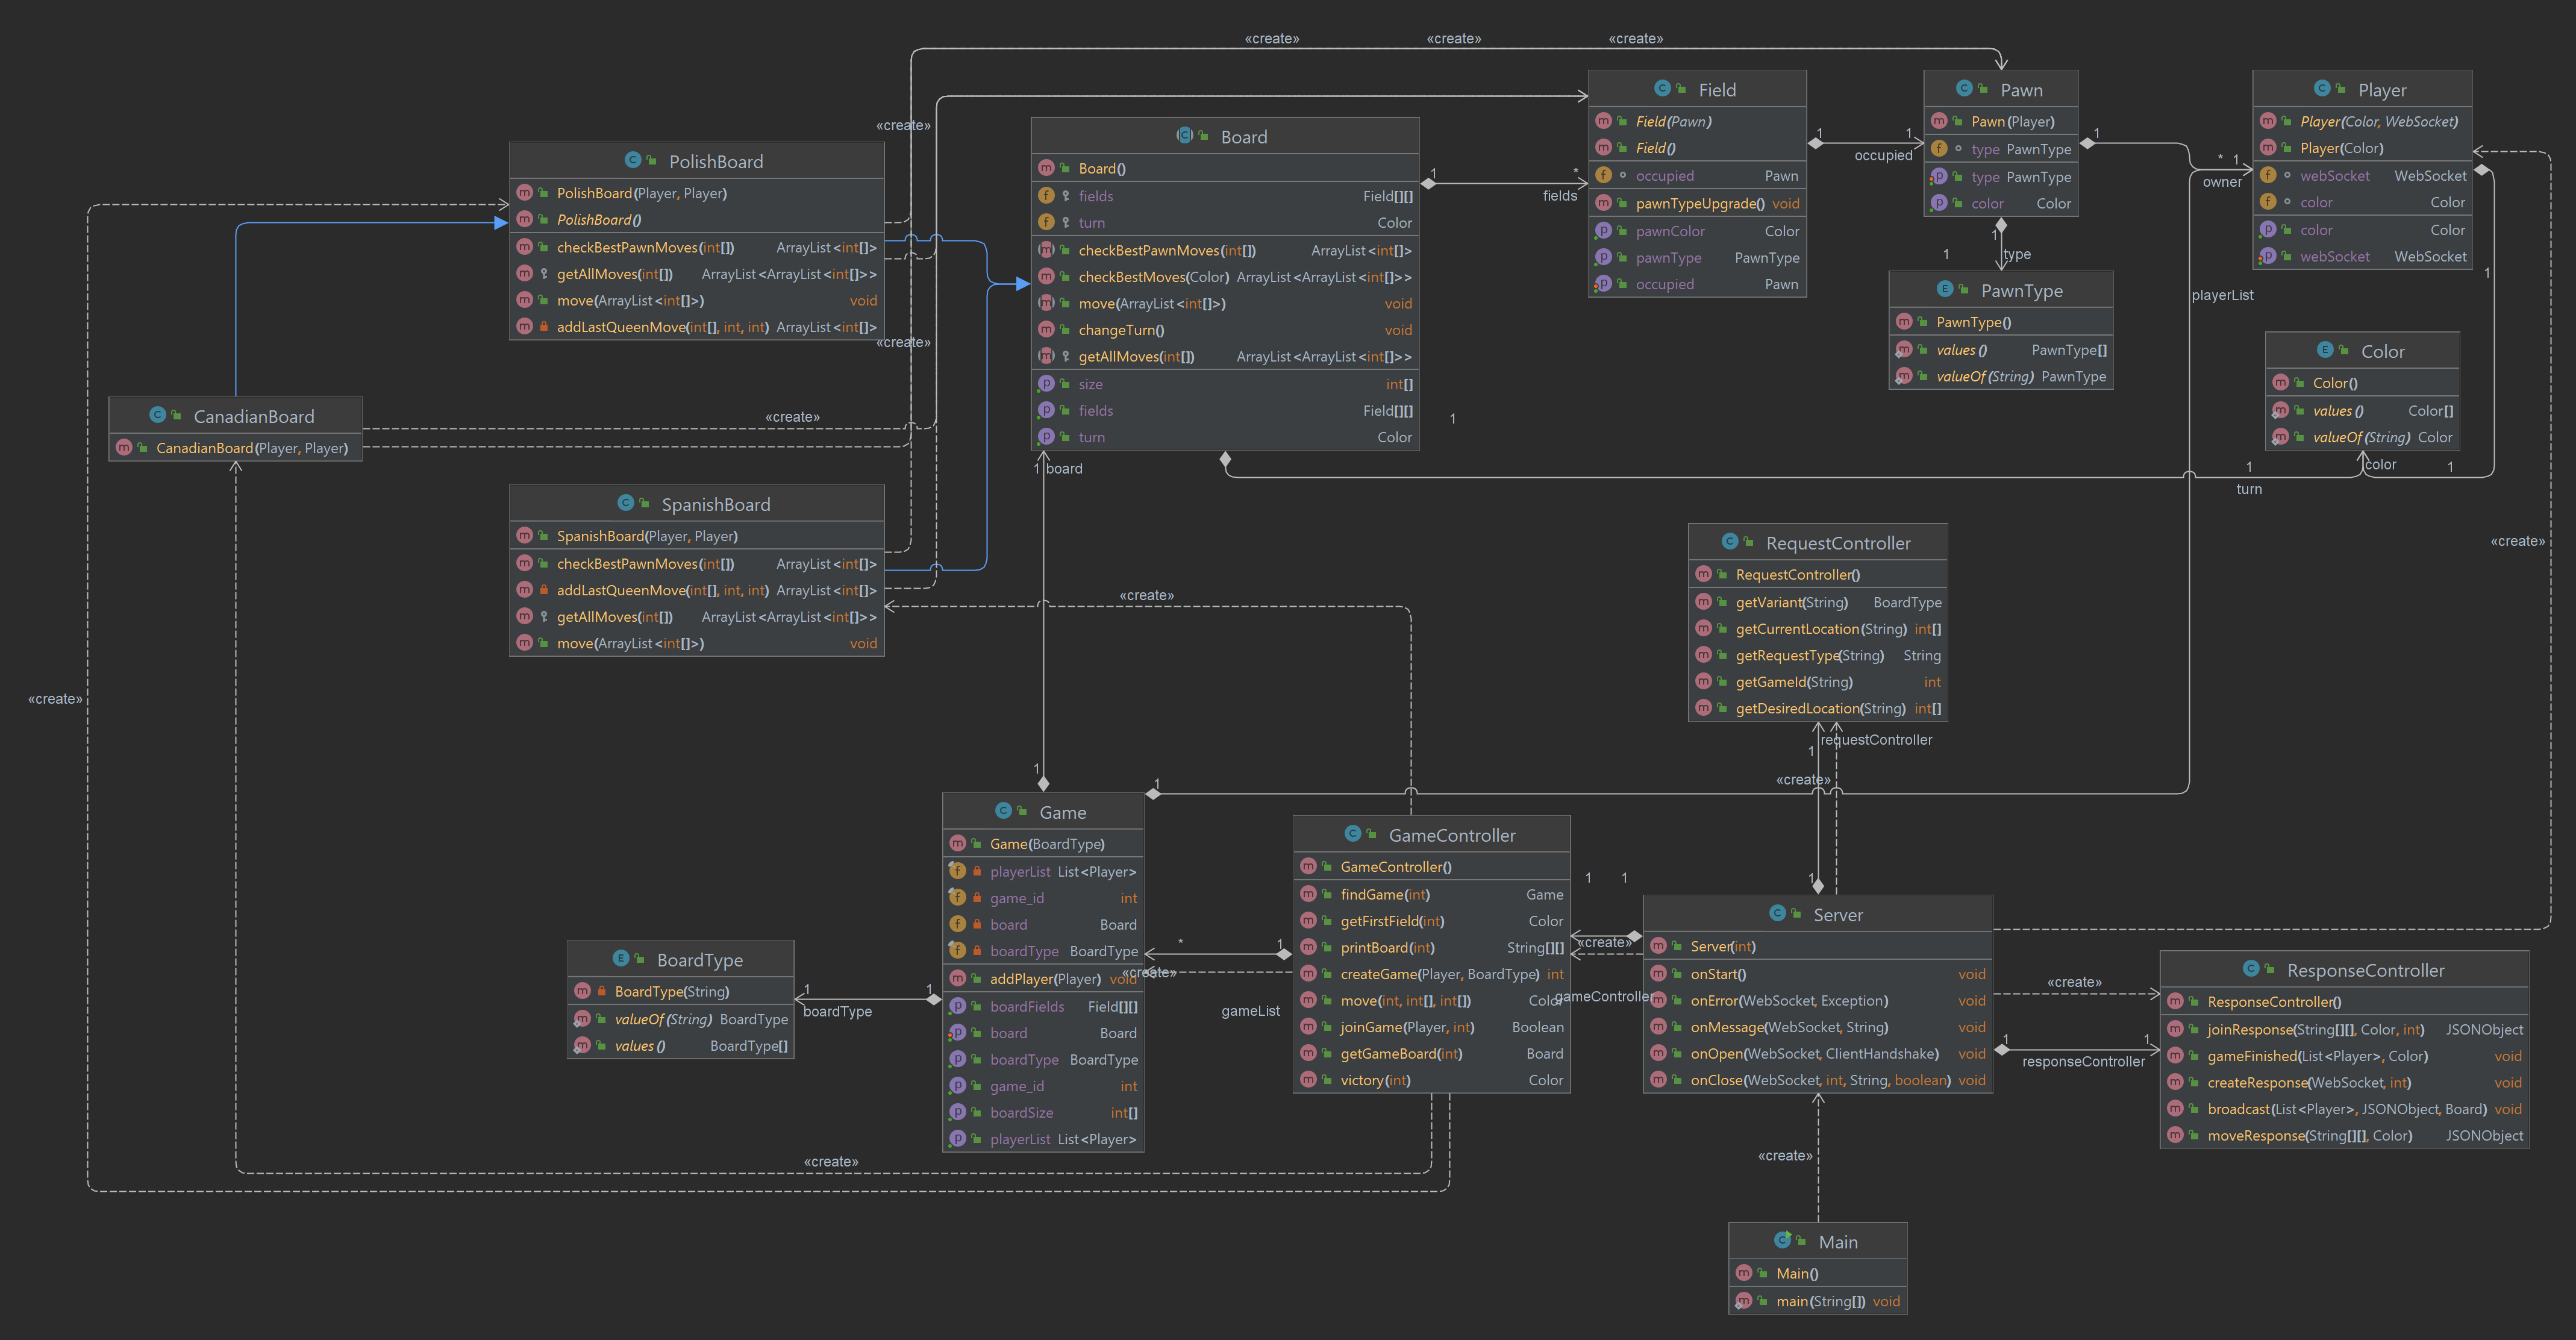 «create» «create» «create»
«create»
PolishBoard
PolishBoard(Player, Player)
PolishBoard()
checkBestPawnMoves(int[]) ArrayList<int[]>
getAllMoves(int[]) ArrayList<ArrayList<int[]>>
move(ArrayList<int[]>) void
addLastQueenMove(int[], int, int) ArrayList<int[]>
«create»
Board
Board()
fields Field[][]
turn Color
checkBestPawnMoves(int[]) ArrayList<int[]>
checkBestMoves(Color) ArrayList<ArrayList<int[]>>
move(ArrayList<int[]>) void
changeTurn() void
getAllMoves(int[]) ArrayList<ArrayList<int[]>>
size int[]
fields Field[][]
turn Color
1 board
1 *
fields
Field
Field(Pawn)
Field()
occupied Pawn
pawnTypeUpgrade() void
pawnColor Color
pawnType PawnType
occupied Pawn
1 1
occupied
Pawn
Pawn(Player)
type PawnType
type PawnType
color Color
1
1
1 type
PawnType
PawnType()
values() PawnType[]
valueOf(String) PawnType
* 1
owner
playerList
Player
Player(Color, WebSocket)
Player(Color)
webSocket WebSocket
color Color
color Color
webSocket WebSocket
1
Color
Color()
values() Color[]
valueOf(String) Color
color
1 1
turn
1
«create»
CanadianBoard
CanadianBoard(Player, Player)
«create»
SpanishBoard
SpanishBoard(Player, Player)
checkBestPawnMoves(int[]) ArrayList<int[]>
addLastQueenMove(int[], int, int) ArrayList<int[]>
getAllMoves(int[]) ArrayList<ArrayList<int[]>>
move(ArrayList<int[]>) void
«create»
«create»
RequestController
RequestController()
getVariant(String) BoardType
getCurrentLocation(String) int[]
getRequestType(String) String
getGameId(String) int
getDesiredLocation(String) int[]
requestController
1
«create»
1
1 1
Game
Game(BoardType)
playerList List<Player>
game_id int
board Board
boardType BoardType
addPlayer(Player) void
boardFields Field[][]
board Board
boardType BoardType
game_id int
boardSize int[]
playerList List<Player>
BoardType
BoardType(String)
valueOf(String) BoardType
values() BoardType[]
1 1
boardType
* 1
«create»
gameList
GameController
GameController()
findGame(int) Game
getFirstField(int) Color
printBoard(int) String[][]
createGame(Player, BoardType) int
move(int, int[], int[]) Color
joinGame(Player, int) Boolean
getGameBoard(int) Board
victory(int) Color
1 1
«create»
gameController
Server
Server(int)
onStart() void
onError(WebSocket, Exception) void
onMessage(WebSocket, String) void
onOpen(WebSocket, ClientHandshake) void
onClose(WebSocket, int, String, boolean) void
«create»
1 1
responseController
ResponseController
ResponseController()
joinResponse(String[][], Color, int) JSONObject
gameFinished(List<Player>, Color) void
createResponse(WebSocket, int) void
broadcast(List<Player>, JSONObject, Board) void
moveResponse(String[][], Color) JSONObject
«create»
«create»
Main
Main()
main(String[]) void